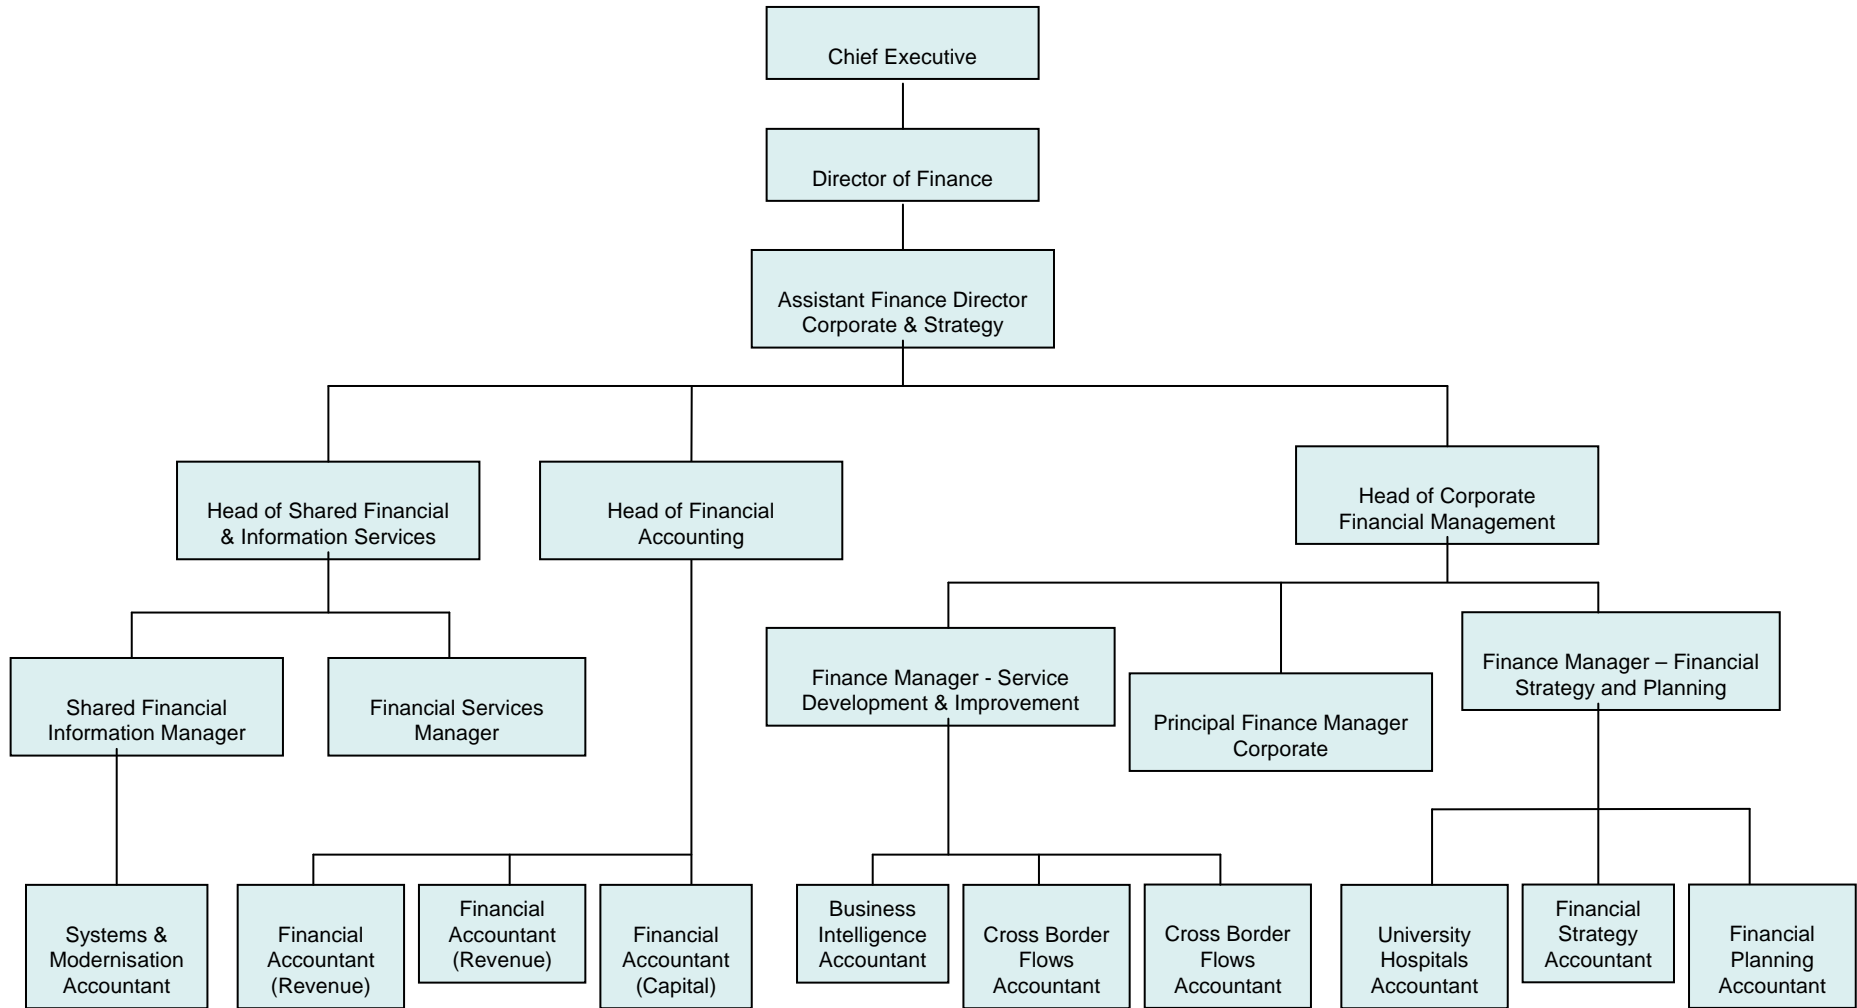 Chief Executive
Director of Finance
Assistant Finance Director
Corporate & Strategy
Head of Shared Financial
& Information Services
Head of Financial
Accounting
Head of Corporate
Financial Management
Shared Financial
Information Manager
Financial Services
Manager
Finance Manager - Service
Development & Improvement
Principal Finance Manager
Corporate
Finance Manager – Financial
Strategy and Planning
Systems &
Modernisation
Accountant
Financial
Accountant
(Revenue)
Financial
Accountant
(Revenue)
Financial
Accountant
(Capital)
Business
Intelligence
Accountant
Cross Border
Flows
Accountant
Cross Border
Flows
Accountant
University
Hospitals
Accountant
Financial
Strategy
Accountant
Financial
Planning
Accountant